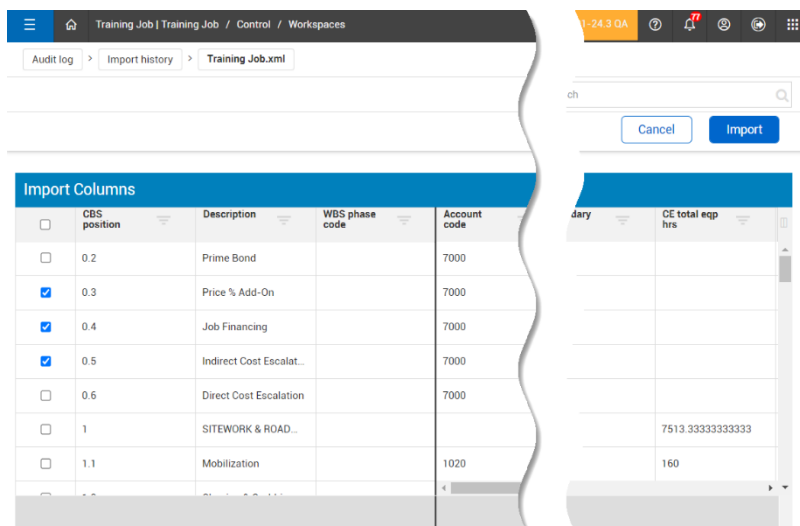 Training Job | Training Job / Control / Workspaces
-24.3 QA
77
Audit log > Import history > Training Job.xml
ch
Cancel
Import
Import Columns
CBS position
Description
WBS phase code
Account code
dary
CE total eqp hrs
0.2 Prime Bond 7000
0.3 Price % Add-On 7000
0.4 Job Financing 7000
0.5 Indirect Cost Escalat... 7000
0.6 Direct Cost Escalation 7000
1 SITEWORK & ROAD... 7513.33333333333
1.1 Mobilization 1020 160